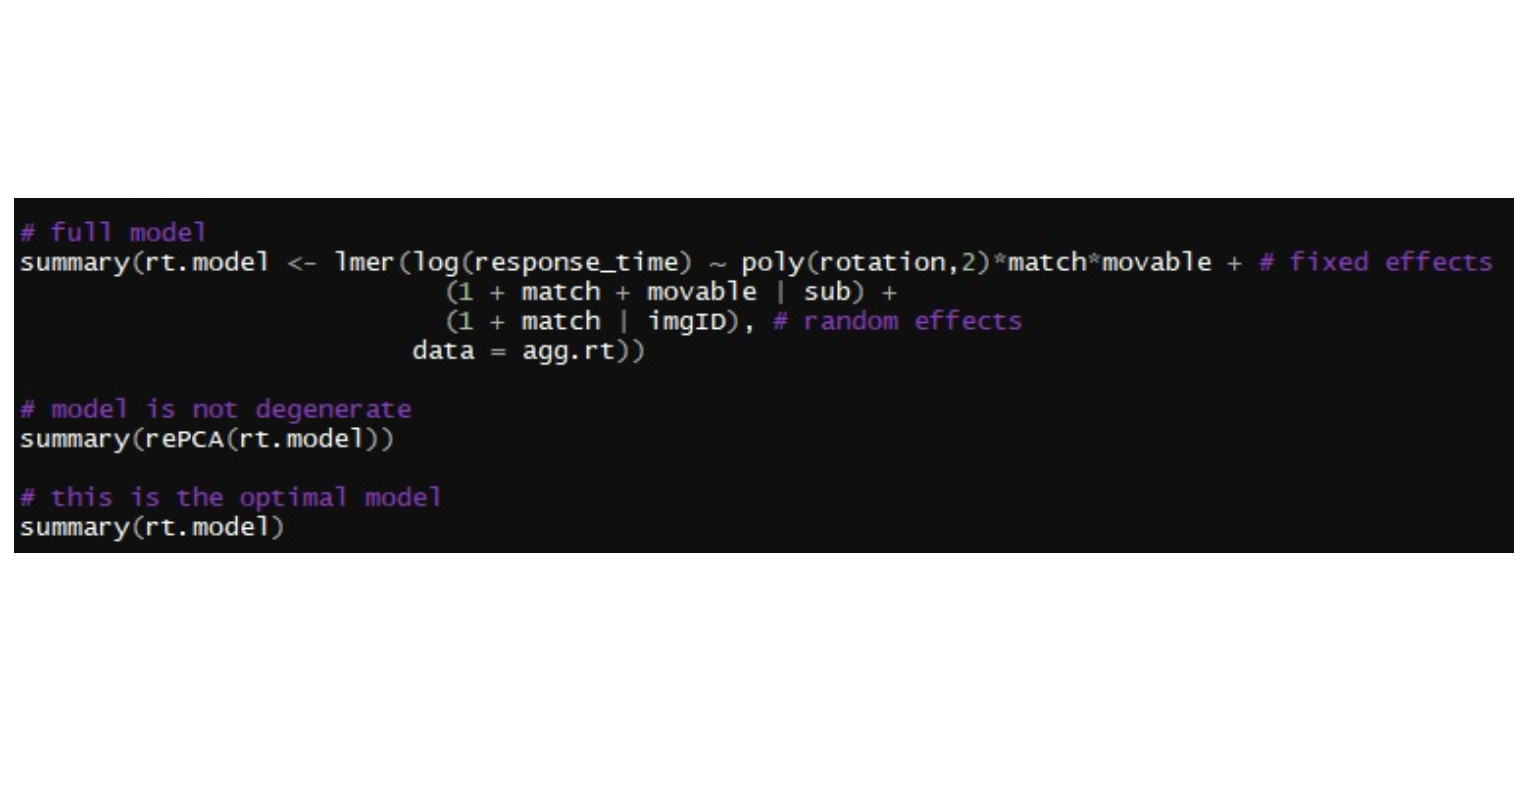 # full model
summary(rt.model <- lmer(log(response_time) ~ poly(rotation,2)*match*movable + # fixed effects
(1 + match + movable | sub) +
(1 + match | imgID), # random effects
data = agg.rt))
# model is not degenerate
summary(rePCA(rt.model))
# this is the optimal model
summary(rt.model)